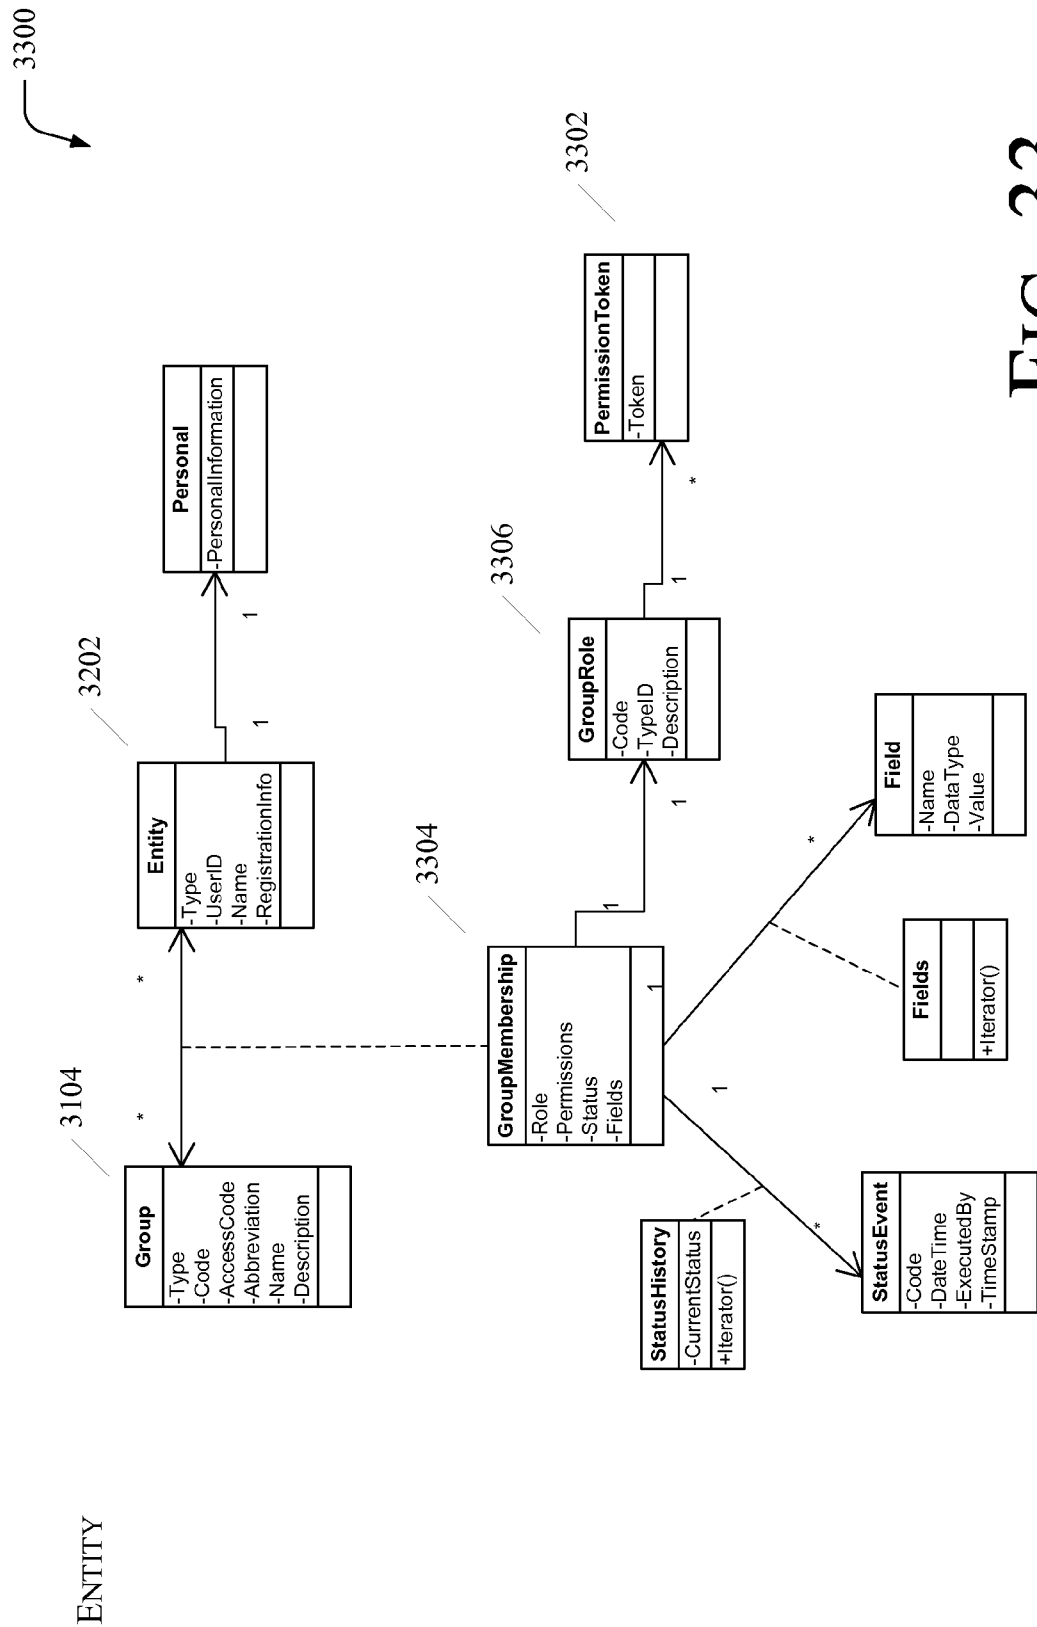 3300
ENTITY
3104
3202
Group
-Type
-Code
-AccessCode
-Abbreviation
-Name
-Description
*
*
Entity
-Type
-UserID
-Name
-RegistrationInfo
1
1
Personal
-PersonalInformation
3304
GroupMembership
-Role
-Permissions
-Status
-Fields
1
1
3306
GroupRole
-Code
-TypeID
-Description
1
*
3302
PermissionToken
-Token
StatusHistory
-CurrentStatus
+Iterator()
1
*
StatusEvent
-Code
-DateTime
-ExecutedBy
-TimeStamp
1
*
Fields
+Iterator()
Field
-Name
-DataType
-Value
FIG. 33